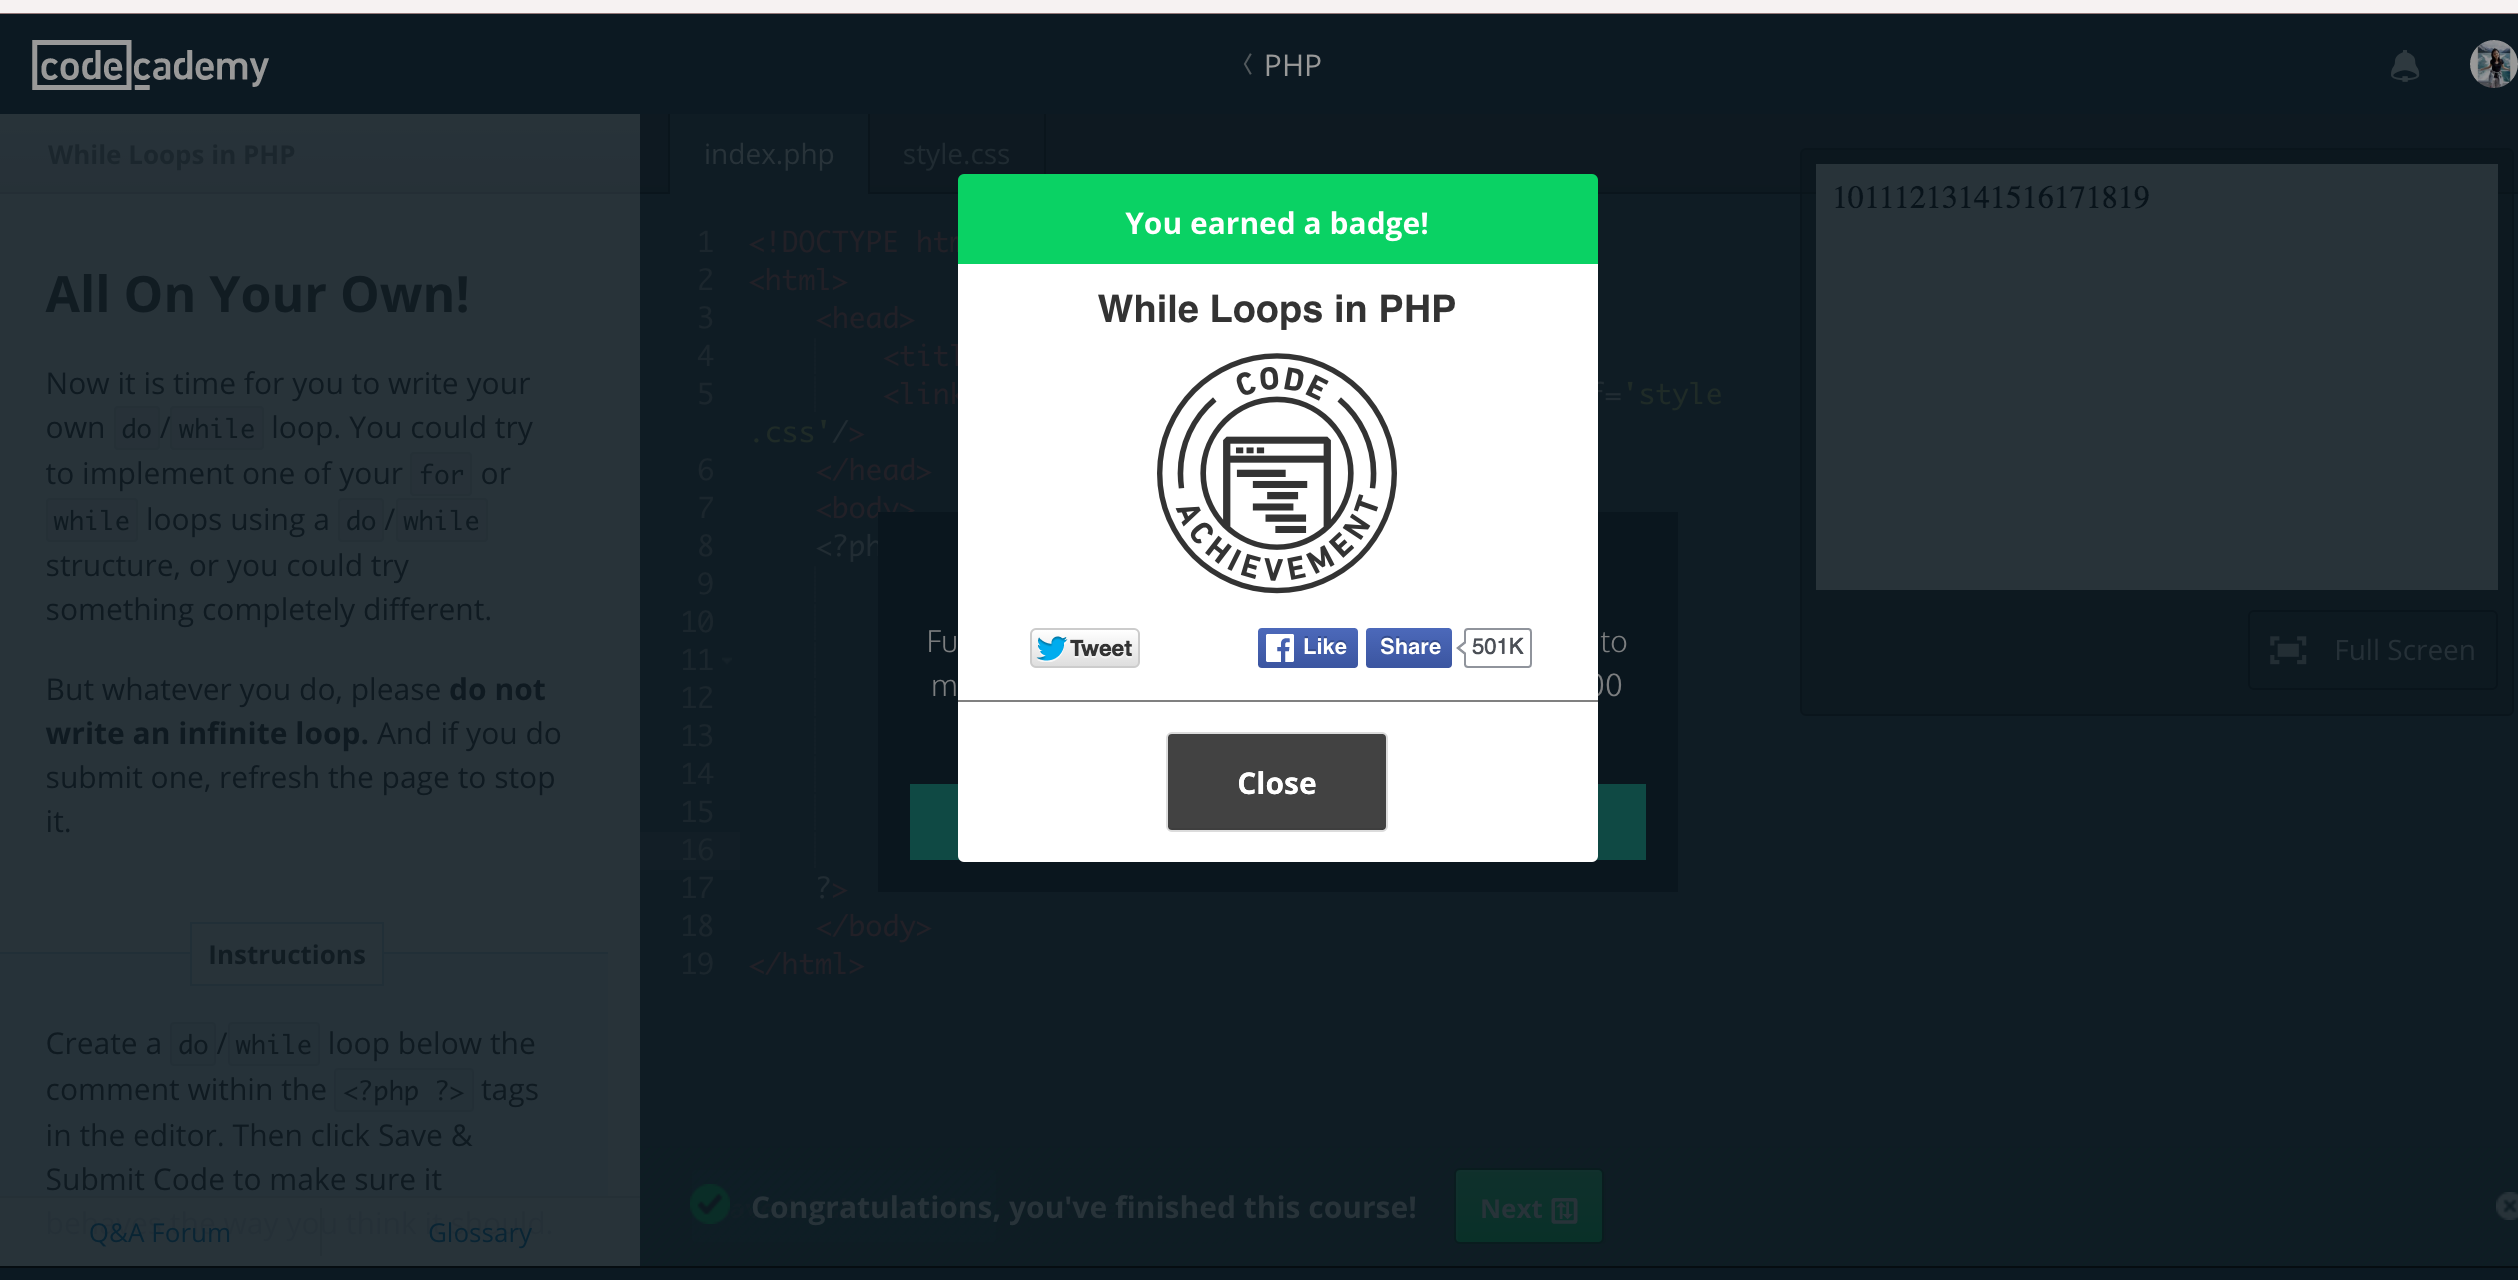 codecademy
PHP
While Loops in PHP
All On Your Own!
Now it is time for you to write your
own do/while loop. You could try
to implement one of your for or
while loops using a do/while
structure, or you could try
something completely different.
But whatever you do, please do not
write an infinite loop. And if you do
submit one, refresh the page to stop
it.
Instructions
Create a do/while loop below the
comment within the <?php ?> tags
in the editor. Then click Save &
Submit Code to make sure it
Q&A Forum
Glossary
index.php
style.css
1 <!DOCTYPE
2 <html>
3 <head>
4
5 ='style
.css'/>
6 </head>
7 <body>
8 <?ph
9
10
11
12
13
14
15
16
17 ?>
18 </body>
19 </html>
to
You earned a badge!
While Loops in PHP
CODE
ACHIEVEMENT
Tweet
Like
Share
501K
Close
Congratulations, you've finished this course!
Next
10111213141516171819
Full Screen